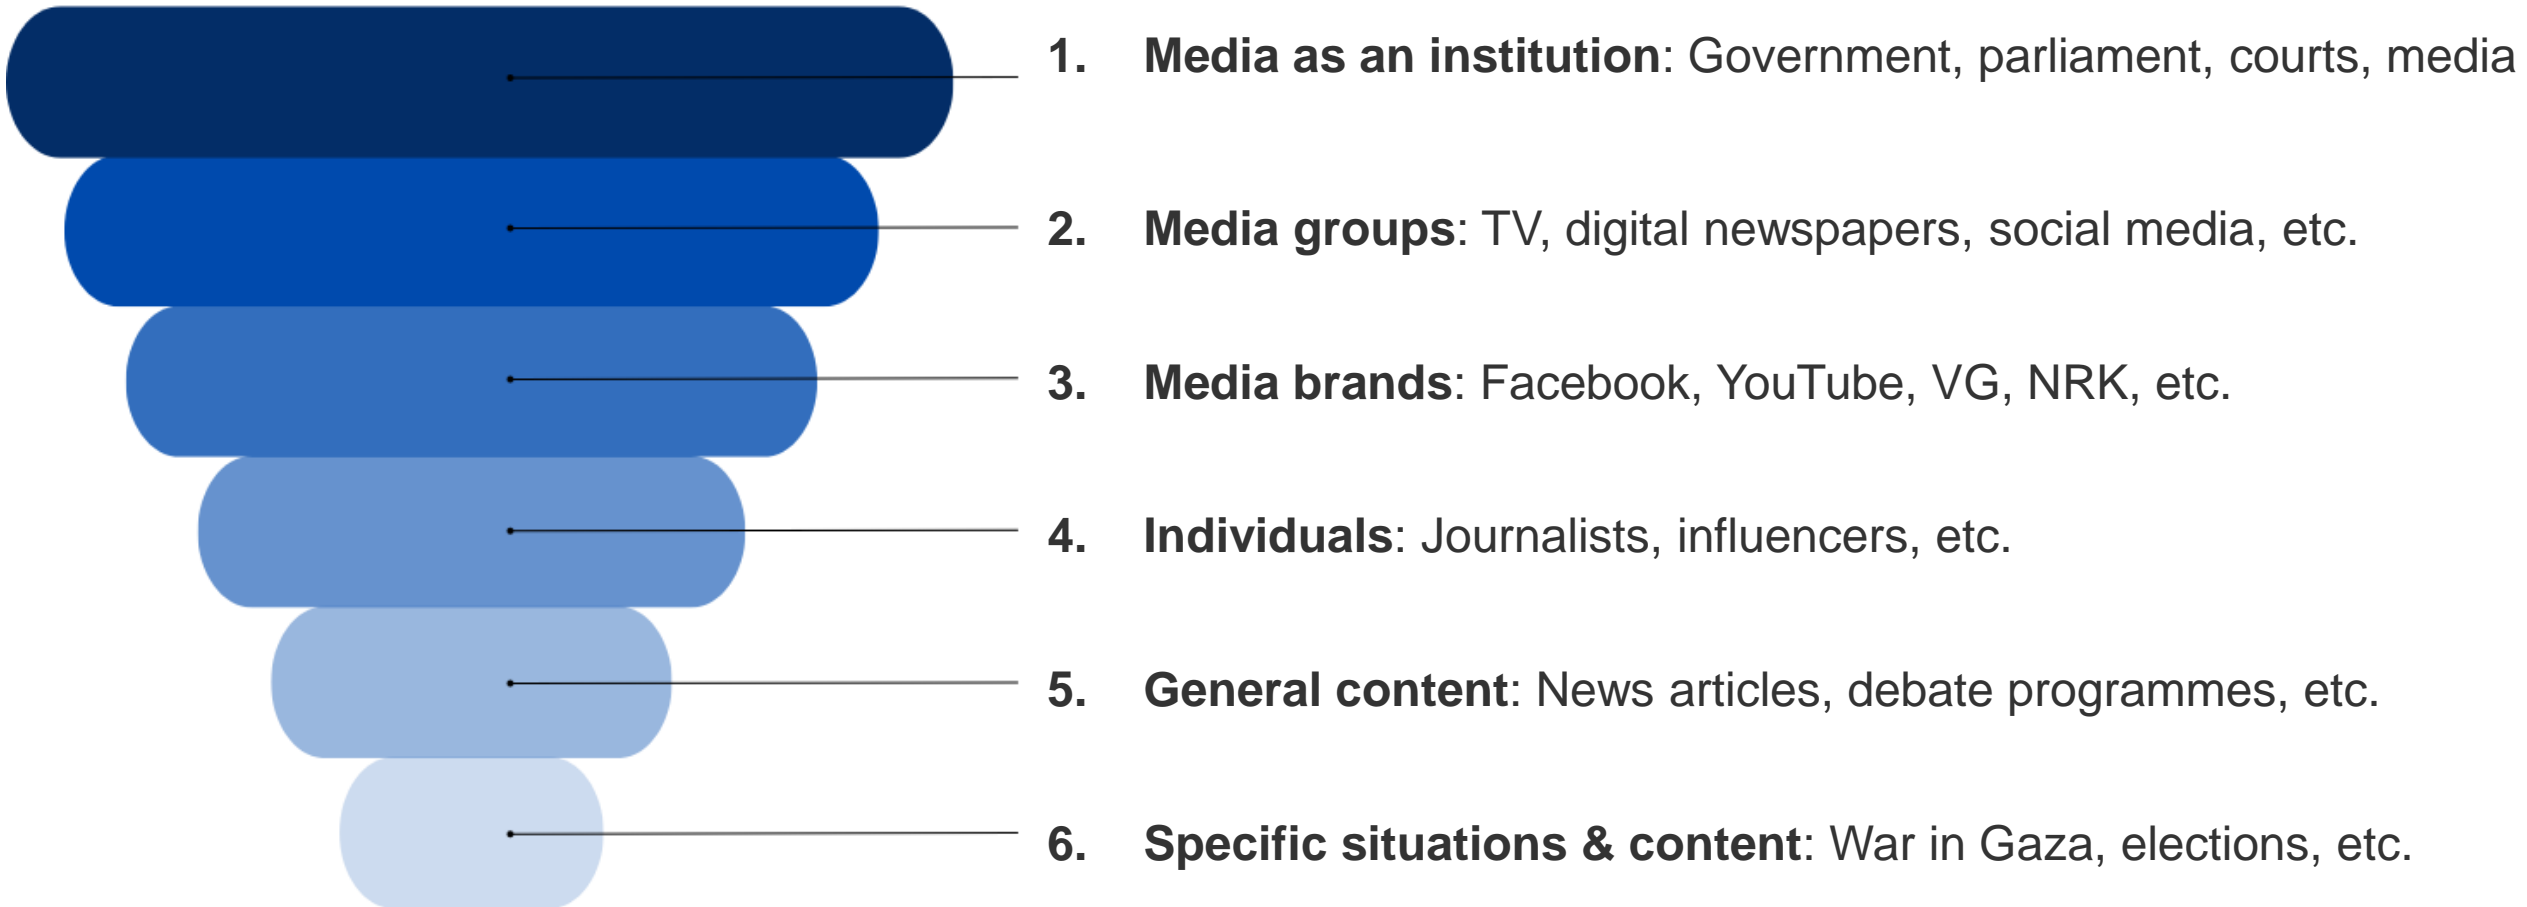 1. Media as an institution: Government, parliament, courts, media
2. Media groups: TV, digital newspapers, social media, etc.
3. Media brands: Facebook, YouTube, VG, NRK, etc.
4. Individuals: Journalists, influencers, etc.
5. General content: News articles, debate programmes, etc.
6. Specific situations & content: War in Gaza, elections, etc.